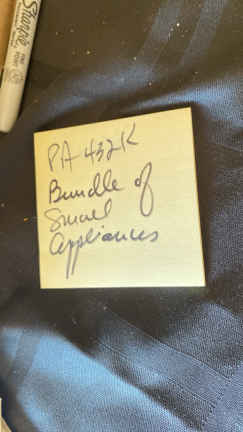 Sharpie
PA 432K
Bundle of
Small
Appliances